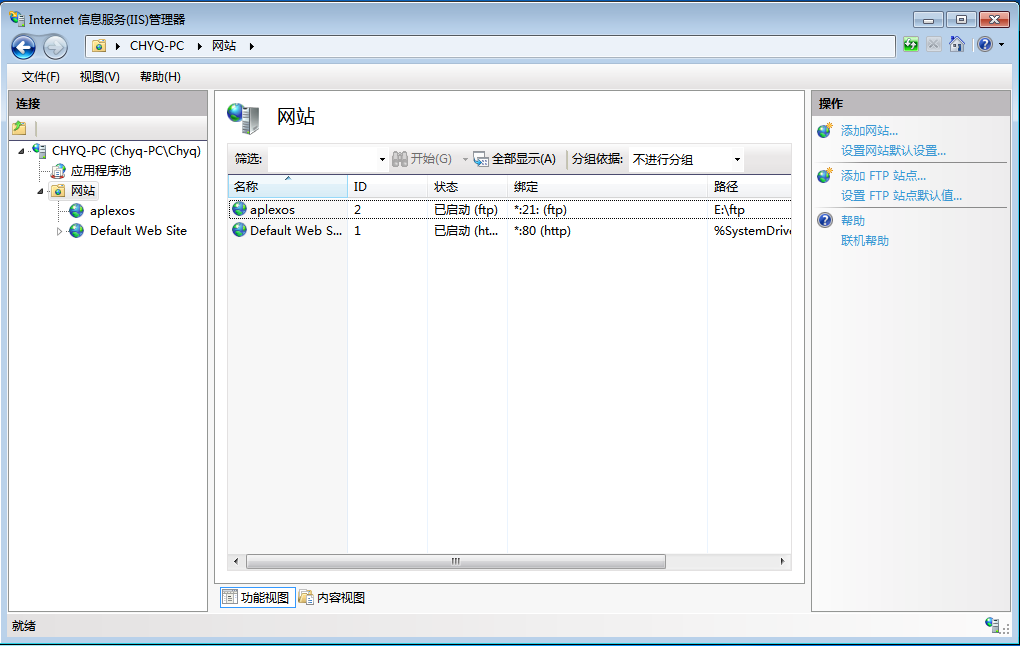 Internet 信息服务(IIS)管理器
CHYQ-PC 网站
文件(F) 视图(V) 帮助(H)
连接
CHYQ-PC (Chyq-PC\Chyq)
应用程序池
网站
aplexos
Default Web Site
网站
筛选: 开始(G) 全部显示(A) 分组依据: 不进行分组
名称 ID 状态 绑定 路径
aplexos 2 已启动 (ftp) *:21: (ftp) E:\ftp
Default Web S... 1 已启动 (ht... *:80 (http) %SystemDrive
功能视图 内容视图
操作
添加网站...
设置网站默认设置...
添加 FTP 站点...
设置 FTP 站点默认值...
帮助
联机帮助
就绪